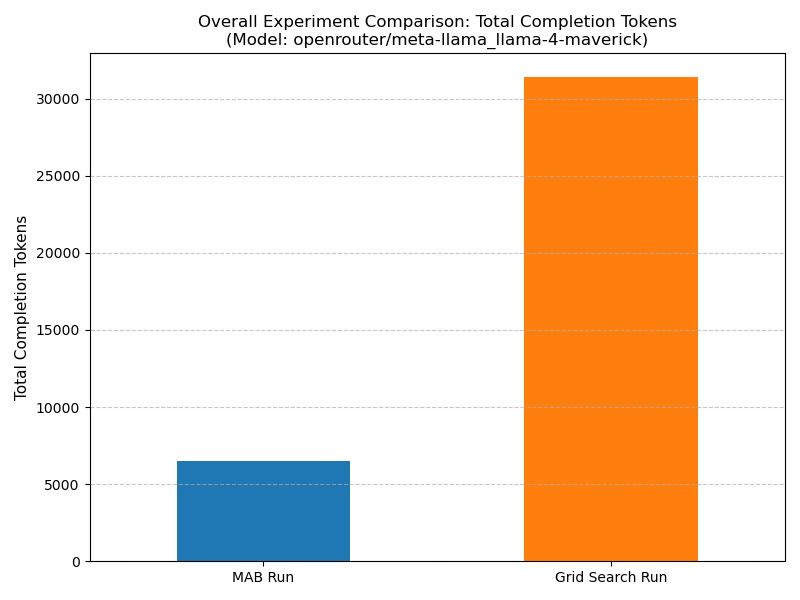 Overall Experiment Comparison: Total Completion Tokens
(Model: openrouter/meta-llama_llama-4-maverick)
Total Completion Tokens
30000
25000
20000
15000
10000
5000
0
MAB Run
Grid Search Run